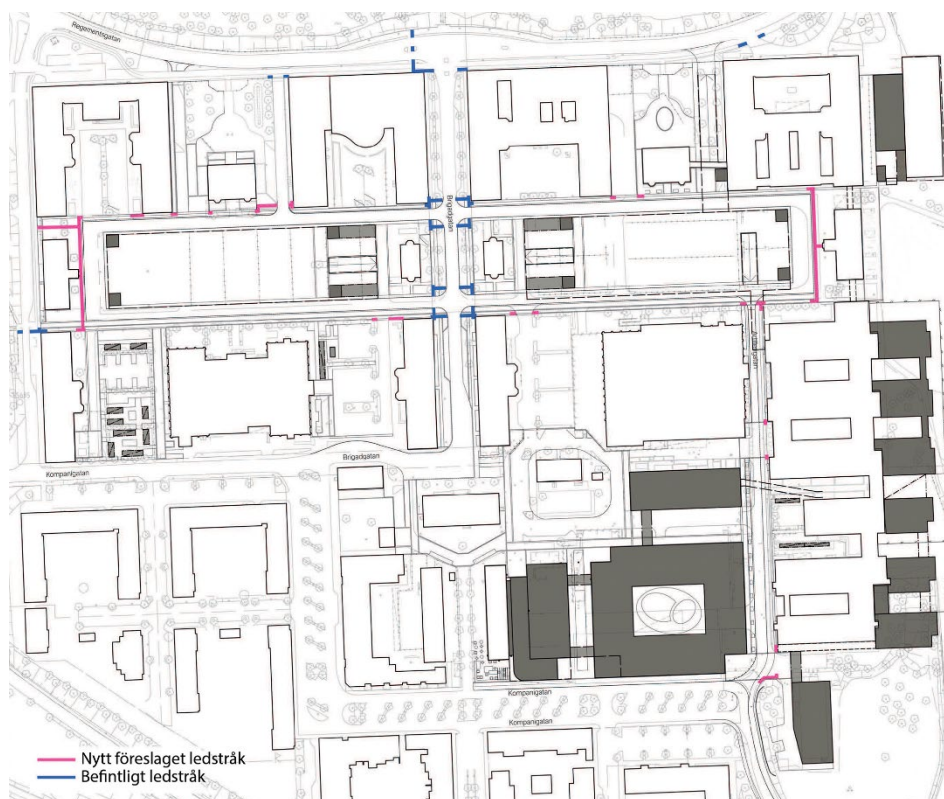 Regementsgatan
Brigadgatan
Brigadgatan
Kompanigatan
Kompanigatan
Kompanigatan
Nytt föreslaget ledstråk
Befintligt ledstråk